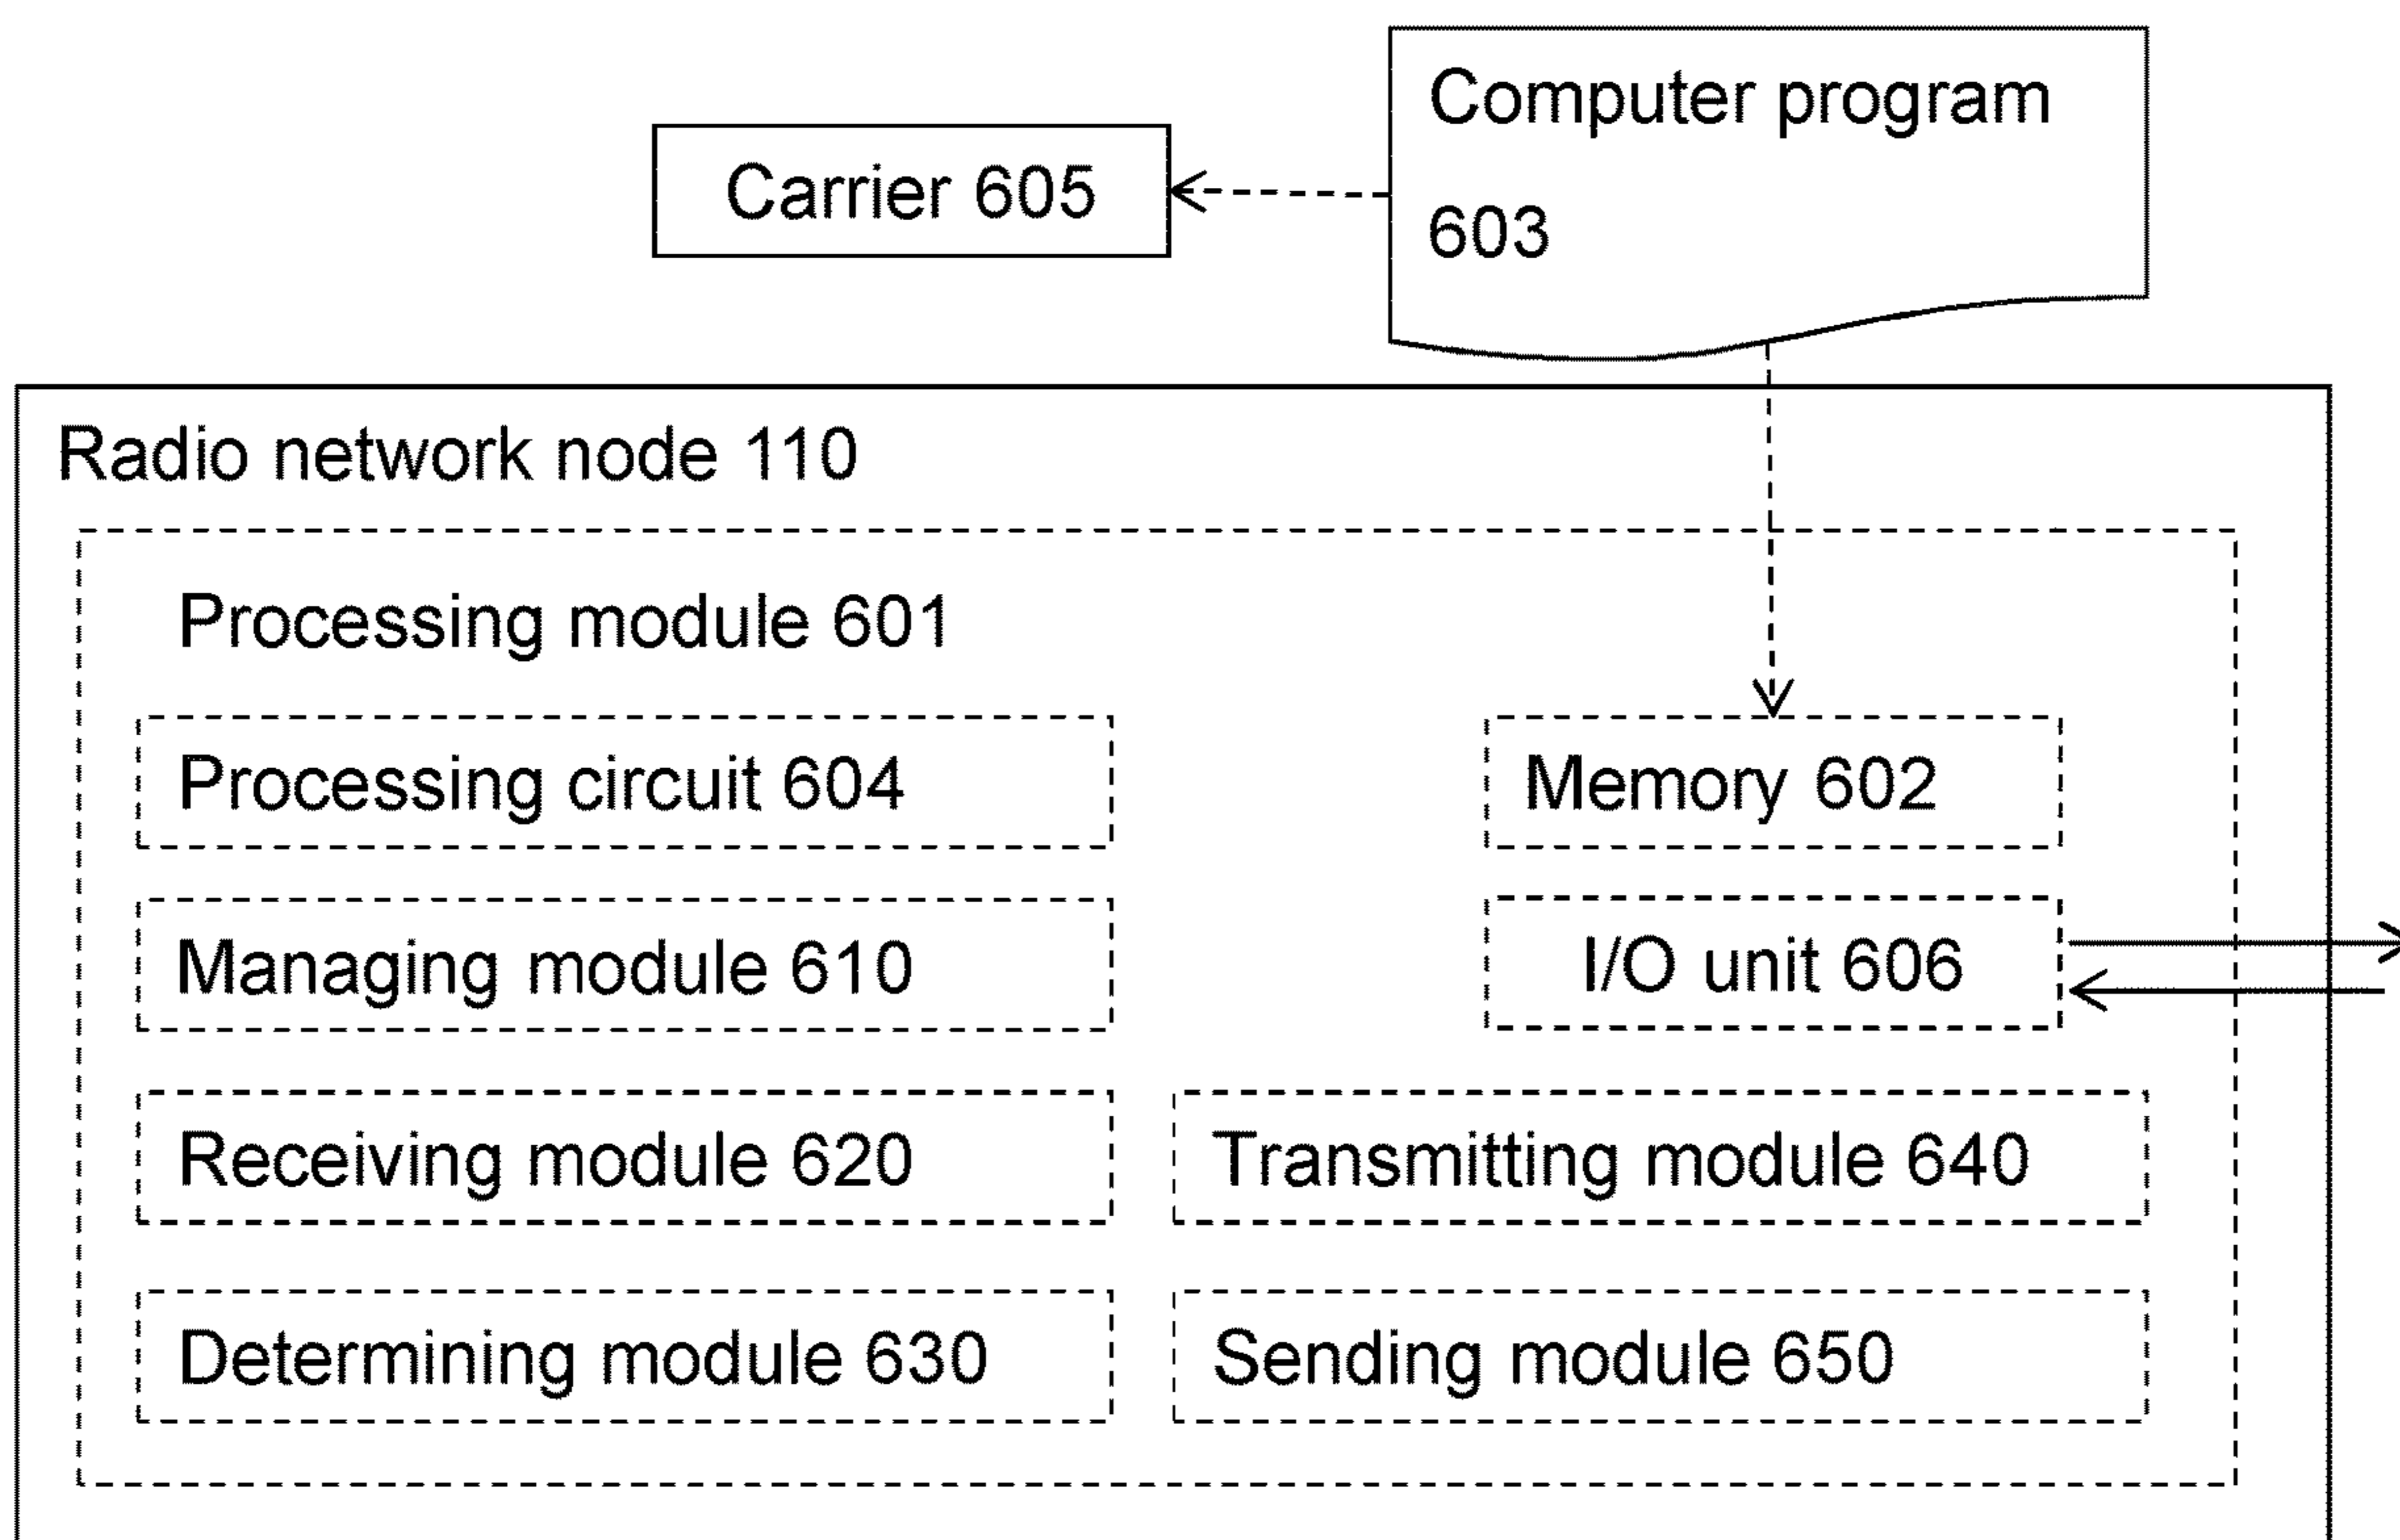 Computer program
603
Carrier 605
Radio network node 110
Processing module 601
Processing circuit 604
Memory 602
Managing module 610
I/O unit 606
Receiving module 620
Transmitting module 640
Determining module 630
Sending module 650